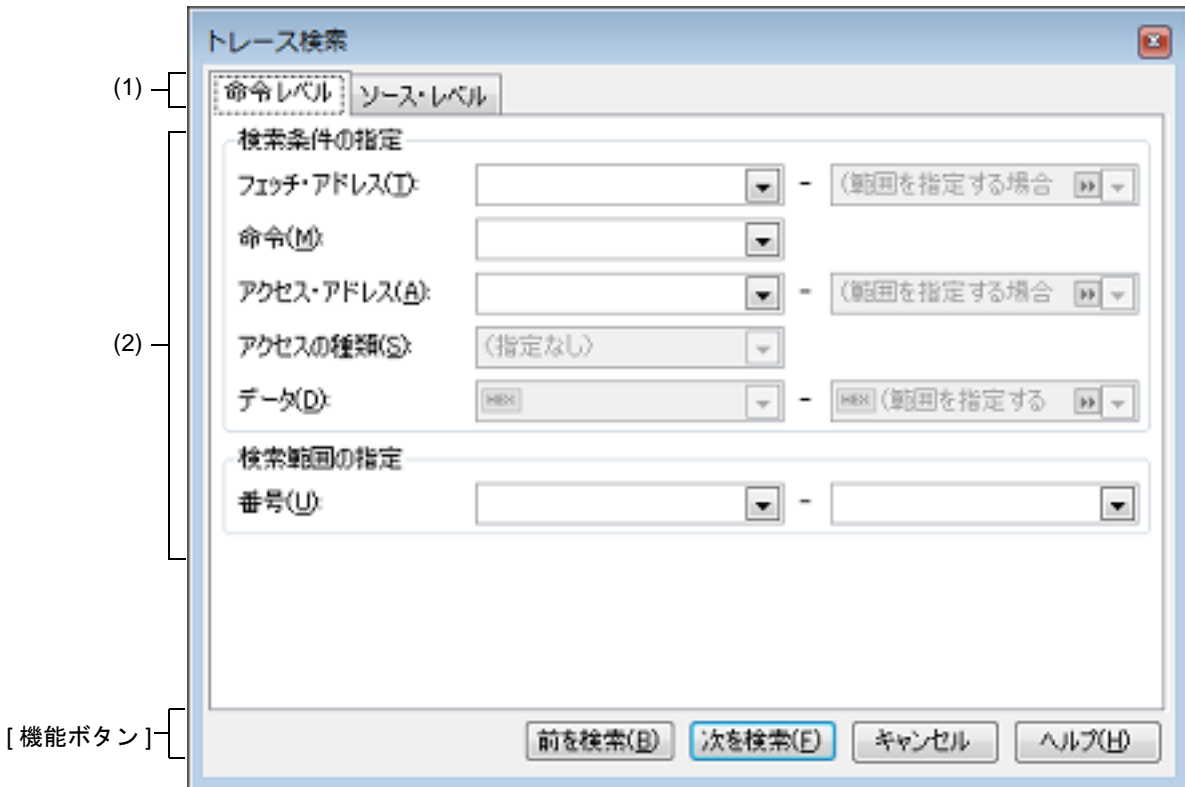 トレース検索
(1)
命令レベル ソース・レベル
(2)
検索条件の指定
フェッチ・アドレス(T): - (範囲を指定する場合
命令(M):
アクセス・アドレス(A): - (範囲を指定する場合
アクセスの種類(S): (指定なし)
データ(D): HEX - HEX (範囲を指定する
検索範囲の指定
番号(U): -
[ 機能ボタン ]
前を検索(B) 次を検索(F) キャンセル ヘルプ(H)